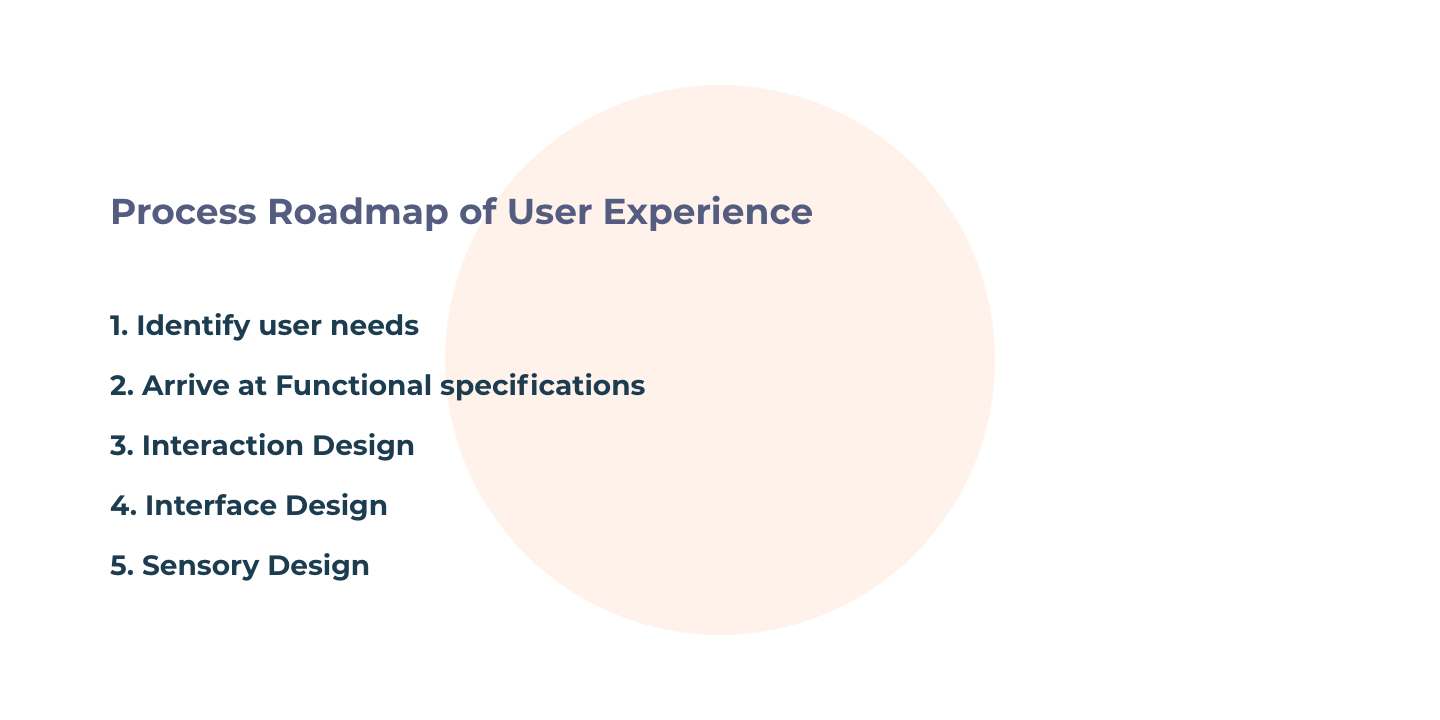 Process Roadmap of User Experience
1. Identify user needs
2. Arrive at Functional specifications
3. Interaction Design
4. Interface Design
5. Sensory Design